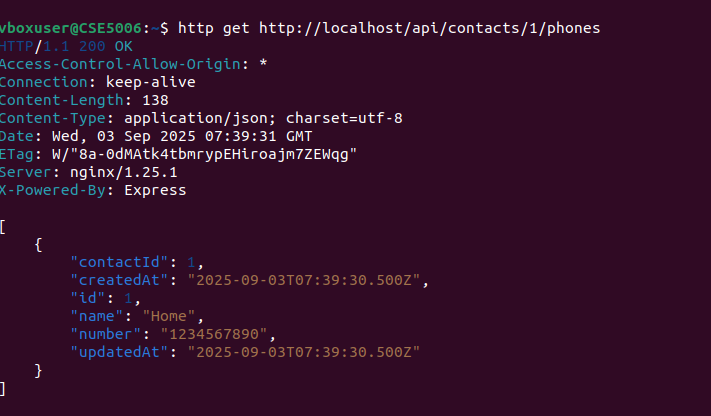 vboxuser@CSE5006:~$ http get http://localhost/api/contacts/1/phones
HTTP/1.1 200 OK
Access-Control-Allow-Origin: *
Connection: keep-alive
Content-Length: 138
Content-Type: application/json; charset=utf-8
Date: Wed, 03 Sep 2025 07:39:31 GMT
ETag: W/"8a-0dMAtk4tbmrypEHiroajm7ZEWqg"
Server: nginx/1.25.1
X-Powered-By: Express
[
    {
        "contactId": 1,
        "createdAt": "2025-09-03T07:39:30.500Z",
        "id": 1,
        "name": "Home",
        "number": "1234567890",
        "updatedAt": "2025-09-03T07:39:30.500Z"
    }
]